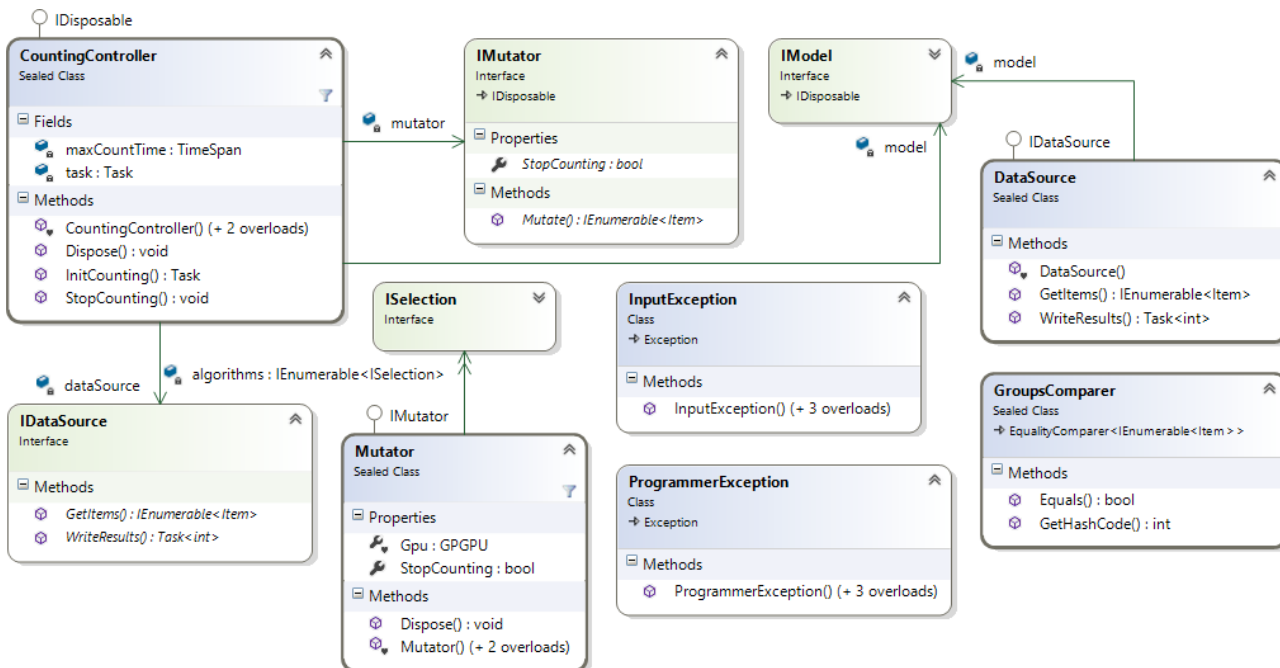 IDisposable
CountingController
Sealed Class
Fields
maxCountTime : TimeSpan
task : Task
Methods
CountingController() (+ 2 overloads)
Dispose() : void
InitCounting() : Task
StopCounting() : void
mutator
IMutator
Interface
IDisposable
Properties
StopCounting : bool
Methods
Mutate() : IEnumerable<Item>
IModel
Interface
IDisposable
model
model
IDataSource
DataSource
Sealed Class
Methods
DataSource()
GetItems() : IEnumerable<Item>
WriteResults() : Task<int>
ISelection
Interface
algorithms : IEnumerable<ISelection>
dataSource
IDataSource
Interface
Methods
GetItems() : IEnumerable<Item>
WriteResults() : Task<int>
IMutator
Mutator
Sealed Class
Properties
Gpu : GPGPU
StopCounting : bool
Methods
Dispose() : void
Mutator() (+ 2 overloads)
InputException
Class
Exception
Methods
InputException() (+ 3 overloads)
ProgrammerException
Class
Exception
Methods
ProgrammerException() (+ 3 overloads)
GroupsComparer
Sealed Class
EqualityComparer<IEnumerable<Item > >
Methods
Equals() : bool
GetHashCode() : int